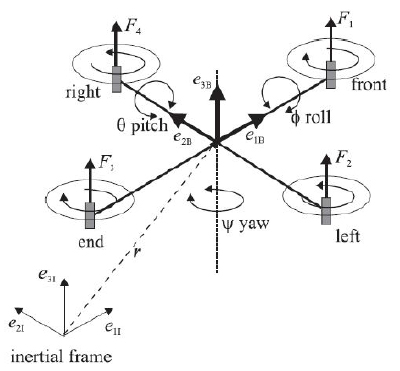 F₄
F₁
e₃B
right
front
θ pitch
e₂B
e₁B
ϕ roll
F₃
F₂
ψ yaw
left
end
r
e₃I
e₂I
e₁I
inertial frame